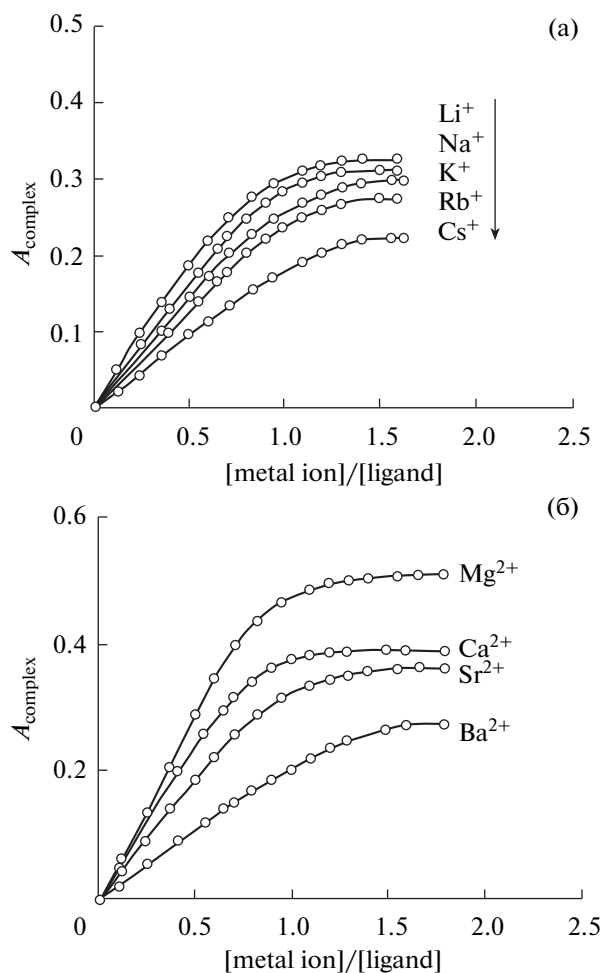 (а)
0.5
0.4
0.3
0.2
0.1
0
0.5 1.0 1.5 2.0 2.5
A_complex
Li⁺
Na⁺
K⁺
Rb⁺
Cs⁺
[metal ion]/[ligand]
(б)
0.6
0.4
0.2
0
0.5 1.0 1.5 2.0 2.5
A_complex
Mg²⁺
Ca²⁺
Sr²⁺
Ba²⁺
[metal ion]/[ligand]